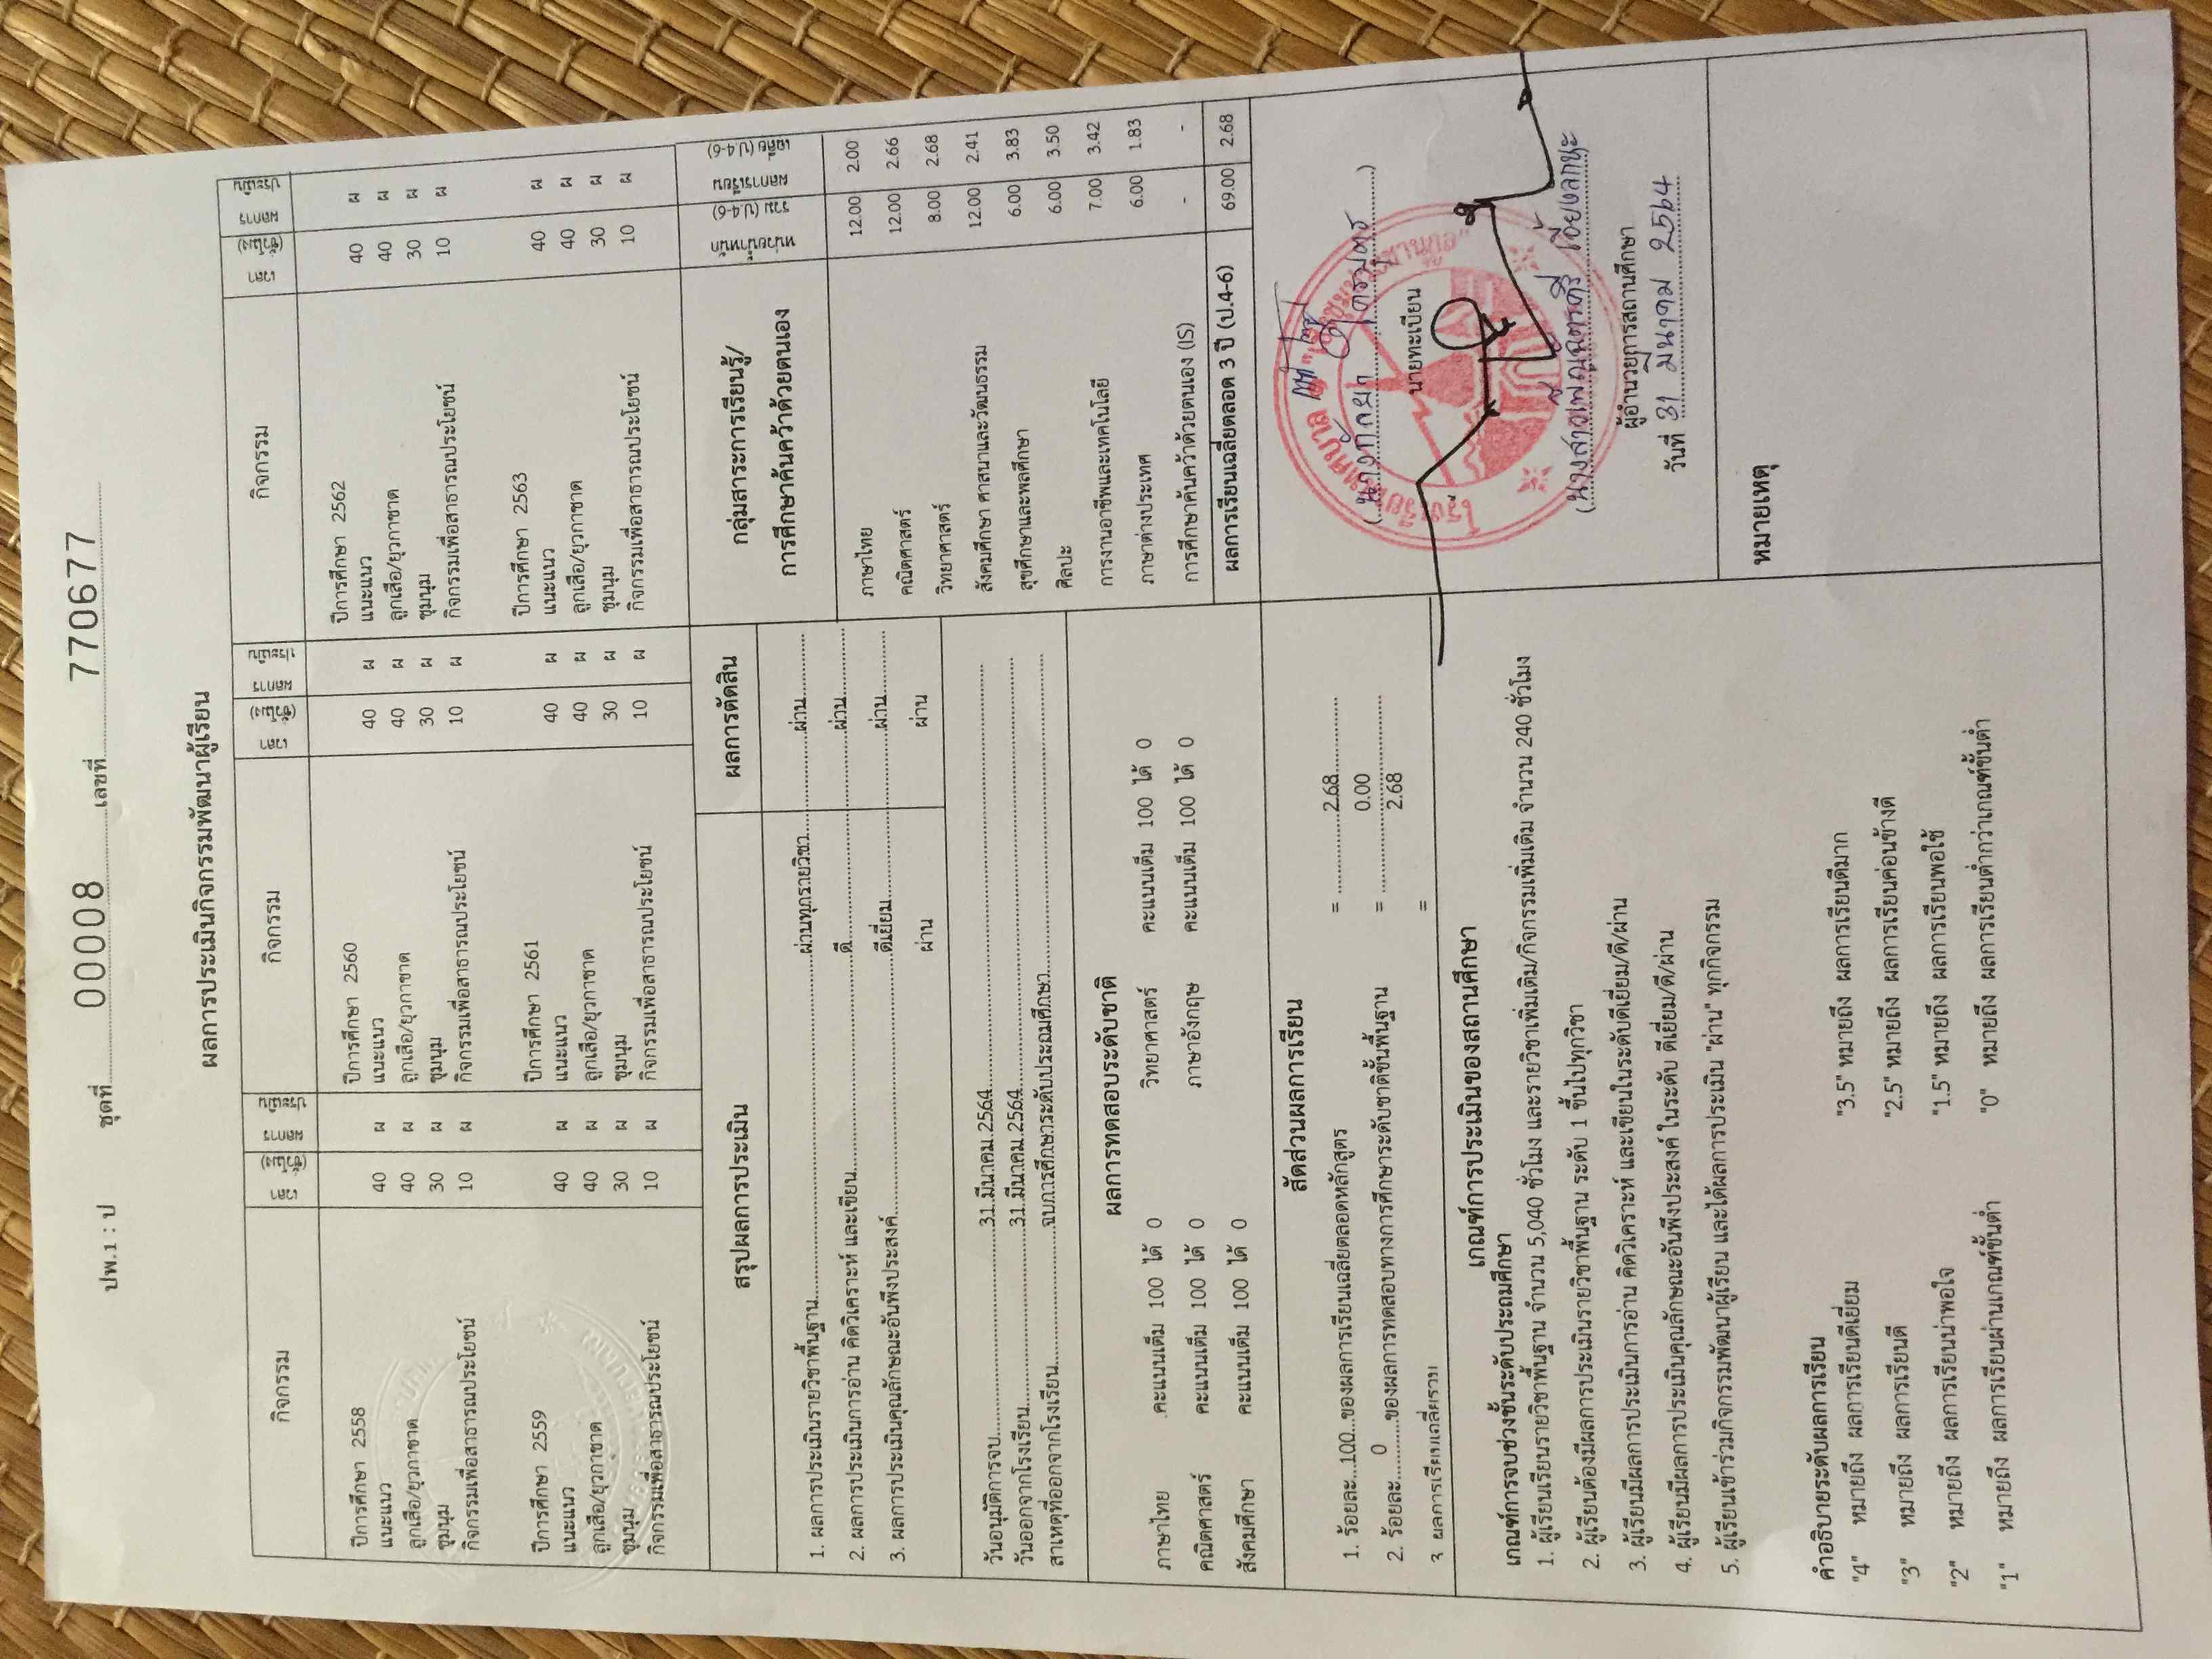 ปพ.1 : ป ชุดที่ 00008 เลขที่ 770677
ผลการประเมินกิจกรรมพัฒนาผู้เรียน
กิจกรรม เวลา (ชั่วโมง) ผลการประเมิน กิจกรรม เวลา (ชั่วโมง) ผลการประเมิน กิจกรรม เวลา (ชั่วโมง) ผลการประเมิน
ปีการศึกษา 2558 ปีการศึกษา 2560 ปีการศึกษา 2562
แนะแนว 40 ผ แนะแนว 40 ผ แนะแนว 40 ผ
ลูกเสือ/ยุวกาชาด 40 ผ ลูกเสือ/ยุวกาชาด 40 ผ ลูกเสือ/ยุวกาชาด 40 ผ
ชุมนุม 30 ผ ชุมนุม 30 ผ ชุมนุม 30 ผ
กิจกรรมเพื่อสาธารณประโยชน์ 10 ผ กิจกรรมเพื่อสาธารณประโยชน์ 10 ผ กิจกรรมเพื่อสาธารณประโยชน์ 10 ผ
ปีการศึกษา 2559 ปีการศึกษา 2561 ปีการศึกษา 2563
แนะแนว 40 ผ แนะแนว 40 ผ แนะแนว 40 ผ
ลูกเสือ/ยุวกาชาด 40 ผ ลูกเสือ/ยุวกาชาด 40 ผ ลูกเสือ/ยุวกาชาด 40 ผ
ชุมนุม 30 ผ ชุมนุม 30 ผ ชุมนุม 30 ผ
กิจกรรมเพื่อสาธารณประโยชน์ 10 ผ กิจกรรมเพื่อสาธารณประโยชน์ 10 ผ กิจกรรมเพื่อสาธารณประโยชน์ 10 ผ
สรุปผลการประเมิน ผลการตัดสิน
1. ผลการประเมินรายวิชาพื้นฐาน ผ่านทุกรายวิชา ผ่าน
2. ผลการประเมินการอ่าน คิดวิเคราะห์ และเขียน ดี ผ่าน
3. ผลการประเมินคุณลักษณะอันพึงประสงค์ ดีเยี่ยม ผ่าน
ผ่าน ผ่าน
วันอนุมัติการจบ 31 มีนาคม 2564
วันออกจากโรงเรียน 31 มีนาคม 2564
สาเหตุที่ออกจากโรงเรียน จบการศึกษาระดับประถมศึกษา
กลุ่มสาระการเรียนรู้/ การศึกษาค้นคว้าด้วยตนเอง หน่วยน้ำหนัก รวม (ป.4-6) ผลการเรียน เฉลี่ย (ป.4-6)
ภาษาไทย 12.00 2.00
คณิตศาสตร์ 12.00 2.66
วิทยาศาสตร์ 8.00 2.68
สังคมศึกษา ศาสนาและวัฒนธรรม 12.00 2.41
สุขศึกษาและพลศึกษา 6.00 3.83
ศิลปะ 6.00 3.50
การงานอาชีพและเทคโนโลยี 7.00 3.42
ภาษาต่างประเทศ 6.00 1.83
การศึกษาค้นคว้าด้วยตนเอง (IS) - -
ผลการเรียนเฉลี่ยตลอด 3 ปี (ป.4-6) 69.00 2.68
ผลการทดสอบระดับชาติ
ภาษาไทย คะแนนเต็ม 100 ได้ 0 วิทยาศาสตร์ คะแนนเต็ม 100 ได้ 0
คณิตศาสตร์ คะแนนเต็ม 100 ได้ 0 ภาษาอังกฤษ คะแนนเต็ม 100 ได้ 0
สังคมศึกษา คะแนนเต็ม 100 ได้ 0
สัดส่วนผลการเรียน
1. ร้อยละ 100 ของผลการเรียนเฉลี่ยตลอดหลักสูตร = 2.68
2. ร้อยละ 0 ของผลการทดสอบทางการศึกษาระดับชาติขั้นพื้นฐาน = 0.00
3 ผลการเรียนเฉลี่ยรวม = 2.68
นายทะเบียน
ผู้อำนวยการสถานศึกษา
วันที่ 31 มีนาคม 2564
หมายเหตุ
เกณฑ์การประเมินของสถานศึกษา
เกณฑ์การจบช่วงชั้นระดับประถมศึกษา
1. ผู้เรียนเรียนรายวิชาพื้นฐาน จำนวน 5,040 ชั่วโมง และรายวิชาเพิ่มเติม/กิจกรรมเพิ่มเติม จำนวน 240 ชั่วโมง
2. ผู้เรียนต้องมีผลการประเมินรายวิชาพื้นฐาน ระดับ 1 ขึ้นไปทุกวิชา
3. ผู้เรียนมีผลการประเมินการอ่าน คิดวิเคราะห์ และเขียนในระดับดีเยี่ยม/ดี/ผ่าน
4. ผู้เรียนมีผลการประเมินคุณลักษณะอันพึงประสงค์ ในระดับ ดีเยี่ยม/ดี/ผ่าน
5. ผู้เรียนเข้าร่วมกิจกรรมพัฒนาผู้เรียน และได้ผลการประเมิน "ผ่าน" ทุกกิจกรรม
คำอธิบายระดับผลการเรียน
"4" หมายถึง ผลการเรียนดีเยี่ยม "3.5" หมายถึง ผลการเรียนดีมาก
"3" หมายถึง ผลการเรียนดี "2.5" หมายถึง ผลการเรียนค่อนข้างดี
"2" หมายถึง ผลการเรียนน่าพอใจ "1.5" หมายถึง ผลการเรียนพอใช้
"1" หมายถึง ผลการเรียนผ่านเกณฑ์ขั้นต่ำ "0" หมายถึง ผลการเรียนต่ำกว่าเกณฑ์ขั้นต่ำ